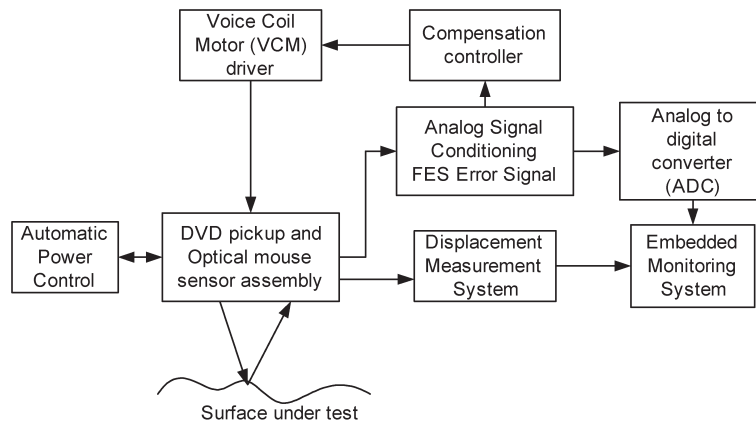 Voice Coil
Motor (VCM)
driver
Compensation
controller
Analog Signal
Conditioning
FES Error Signal
Analog to
digital
converter
(ADC)
Automatic
Power
Control
DVD pickup and
Optical mouse
sensor assembly
Displacement
Measurement
System
Embedded
Monitoring
System
Surface under test